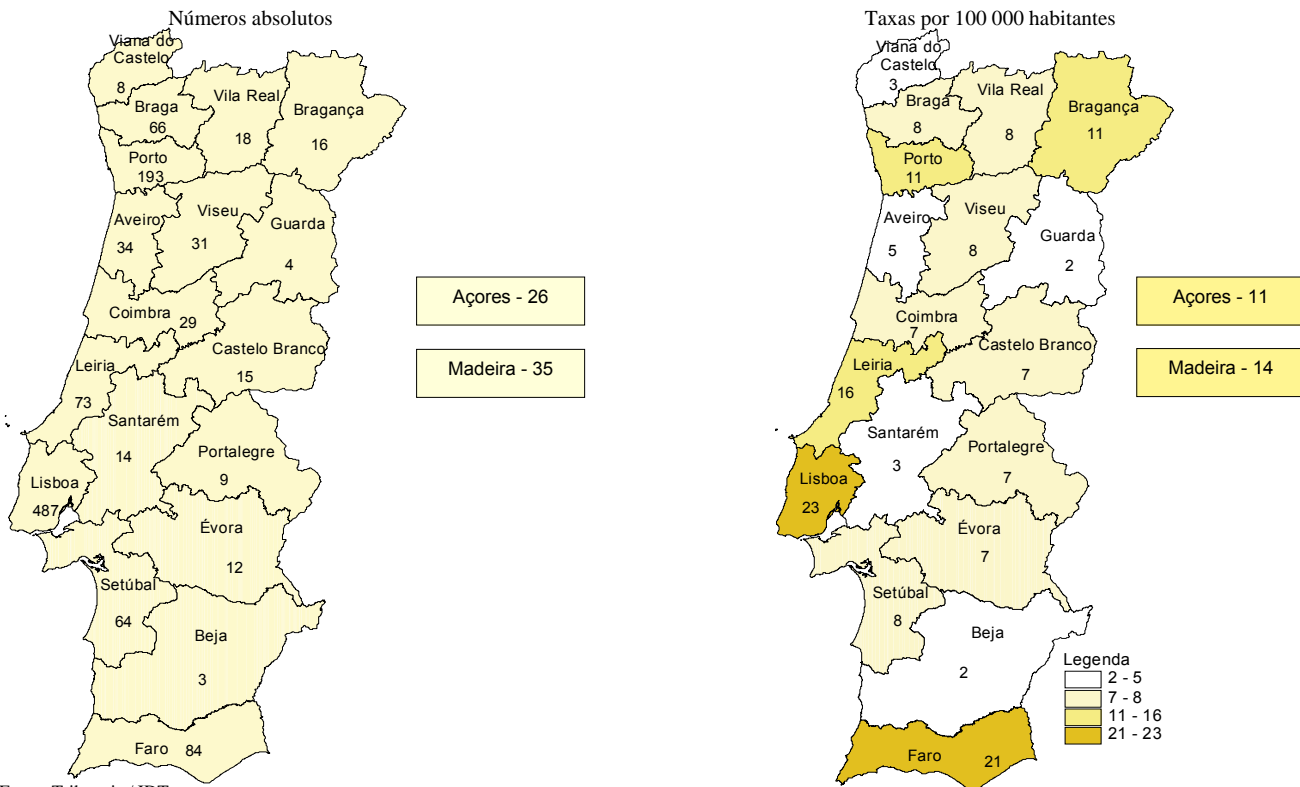 Números absolutos
Viana do
Castelo
8
Braga
66
Vila Real
18
Bragança
16
Porto
193
Aveiro
34
Viseu
31
Guarda
4
Coimbra
29
Castelo Branco
15
Leiria
73
Santarém
14
Portalegre
9
Lisboa
487
Évora
12
Setúbal
64
Beja
3
Faro 84
Açores - 26
Madeira - 35
Taxas por 100 000 habitantes
Viana do
Castelo
3
Braga
8
Vila Real
8
Bragança
11
Porto
11
Aveiro
5
Viseu
8
Guarda
2
Coimbra
7
Castelo Branco
7
Leiria
16
Santarém
3
Portalegre
7
Lisboa
23
Évora
7
Setúbal
8
Beja
2
Faro 21
Açores - 11
Madeira - 14
Legenda
2 - 5
7 - 8
11 - 16
21 - 23